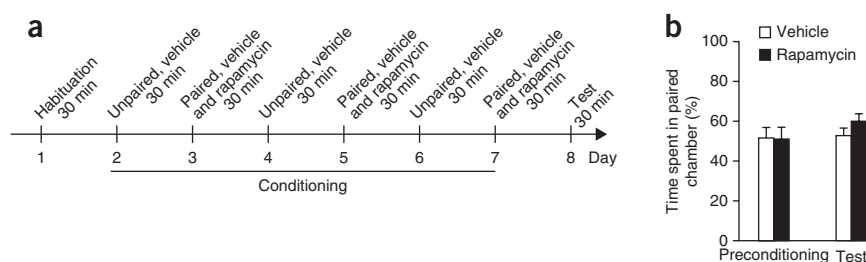 a
Habituation
30 min
Unpaired, vehicle
30 min
Paired, vehicle
and rapamycin
30 min
Unpaired, vehicle
30 min
Paired, vehicle
and rapamycin
30 min
Unpaired, vehicle
30 min
Paired, vehicle
and rapamycin
30 min
Test
30 min
1 2 3 4 5 6 7 8 Day
Conditioning
b
Vehicle
Rapamycin
Time spent in paired
chamber (%)
100
80
60
40
20
0
Preconditioning Test